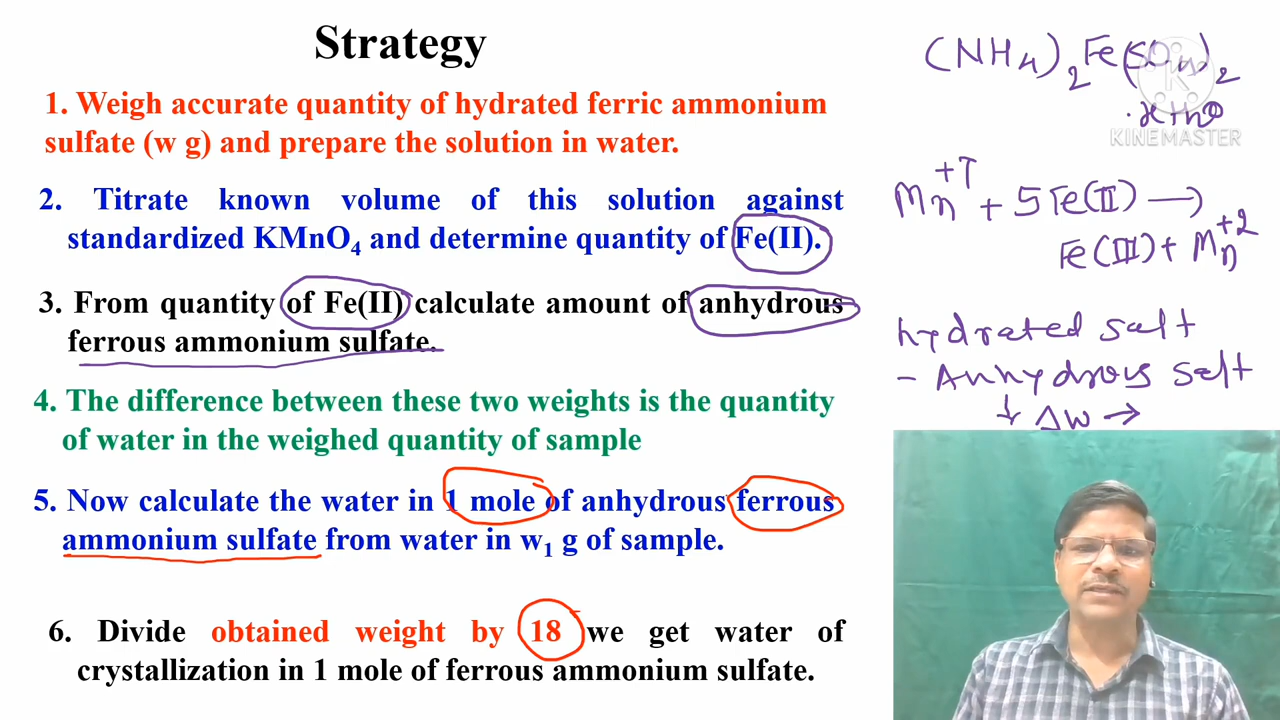 Strategy
1. Weigh accurate quantity of hydrated ferric ammonium
sulfate (w g) and prepare the solution in water.
2. Titrate known volume of this solution against
standardized KMnO₄ and determine quantity of Fe(II).
3. From quantity of Fe(II) calculate amount of anhydrous
ferrous ammonium sulfate.
4. The difference between these two weights is the quantity
of water in the weighed quantity of sample
5. Now calculate the water in 1 mole of anhydrous ferrous
ammonium sulfate from water in w₁ g of sample.
6. Divide obtained weight by 18 we get water of
crystallization in 1 mole of ferrous ammonium sulfate.
(NH₄)₂Fe(SO₄)₂
KINEMASTER
Mn⁺⁷ + 5Fe(II) →
Fe(III) + Mn⁺²
hydrated salt
- Anhydrous salt
↓ ΔW →